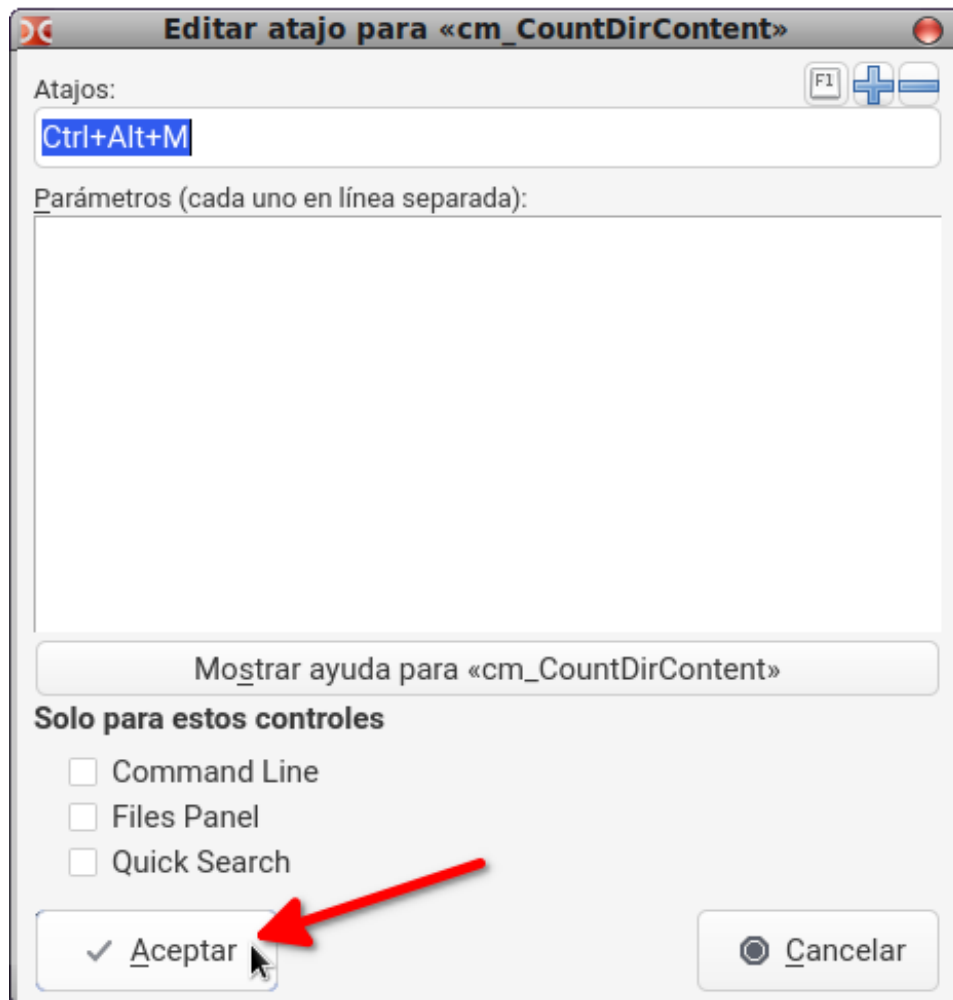 Editar atajo para «cm_CountDirContent»
Atajos:
F1
Ctrl+Alt+M
Parámetros (cada uno en línea separada):
Mostrar ayuda para «cm_CountDirContent»
Solo para estos controles
Command Line
Files Panel
Quick Search
Aceptar
Cancelar